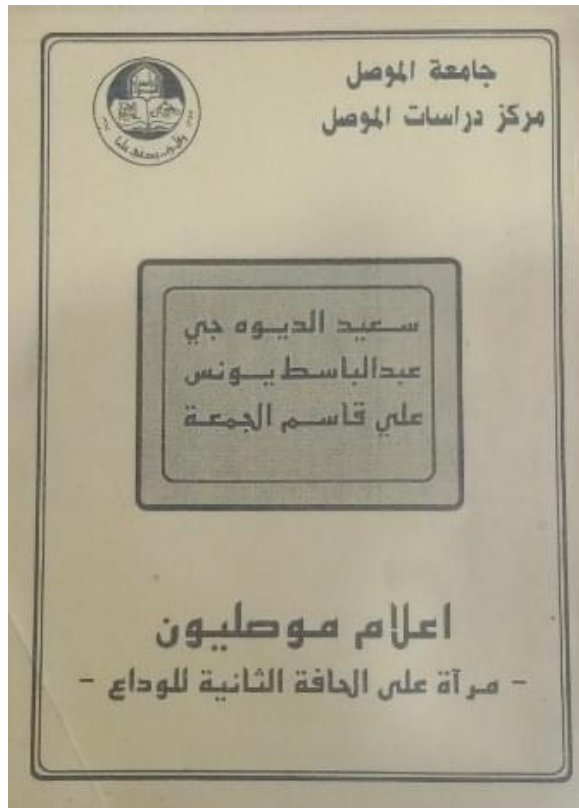 جامعة الموصل
مركز دراسات الموصل
سعيد الديوه جي
عبدالباسط يونس
علي قاسم الجمعة
اعلام موصليون
- مرآة على الحافة الثانية للوداع -